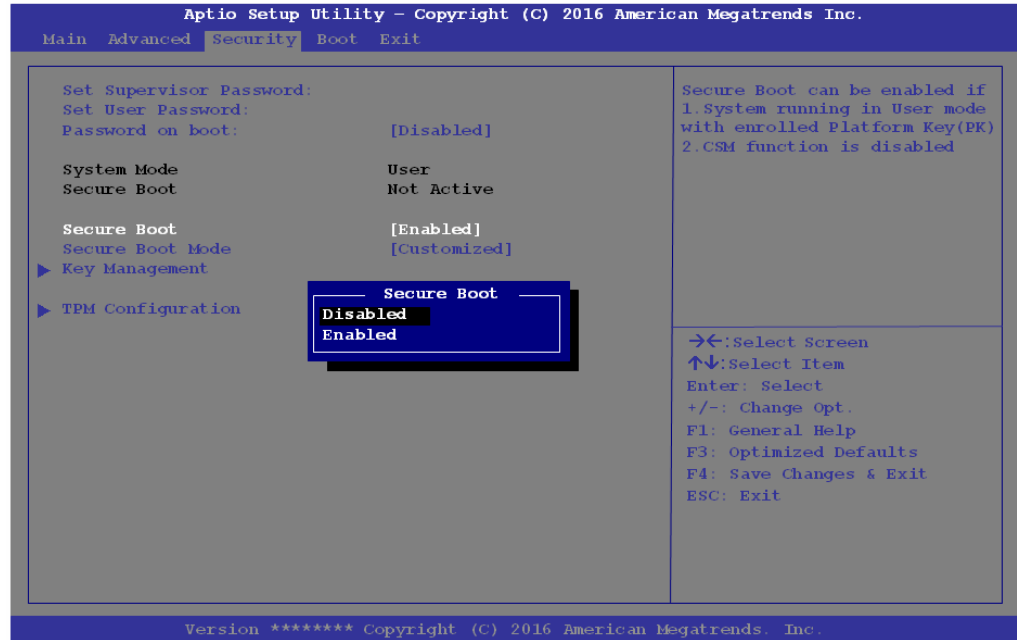 Aptio Setup Utility – Copyright (C) 2016 American Megatrends Inc.
Main Advanced Security Boot Exit
Set Supervisor Password:
Set User Password:
Password on boot: [Disabled]
System Mode User
Secure Boot Not Active
Secure Boot [Enabled]
Secure Boot Mode [Customized]
Key Management
TPM Configuration
Secure Boot
Disabled
Enabled
Secure Boot can be enabled if
1.System running in User mode
with enrolled Platform Key(PK)
2.CSM function is disabled
→←:Select Screen
↑↓:Select Item
Enter: Select
+/-: Change Opt.
F1: General Help
F3: Optimized Defaults
F4: Save Changes & Exit
ESC: Exit
Version ******** Copyright (C) 2016 American Megatrends. Inc.